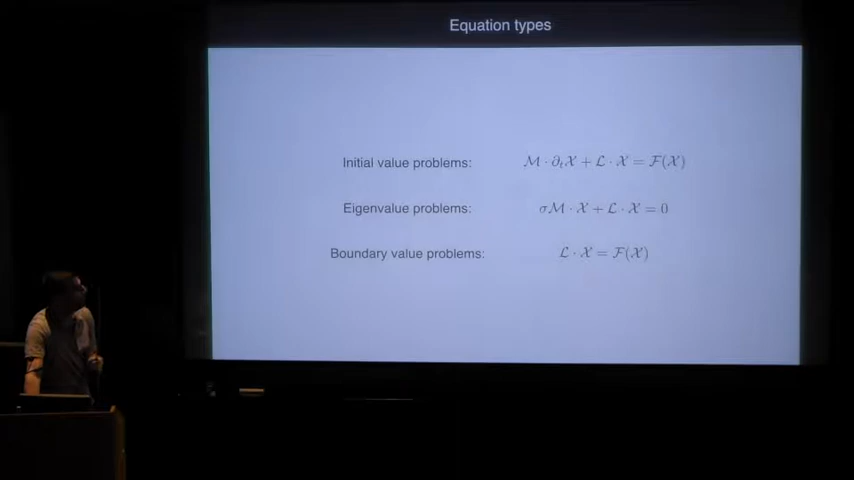 Equation types
Initial value problems: ℳ · ∂ₜ𝒳 + ℒ · 𝒳 = ℱ(𝒳)
Eigenvalue problems: σℳ · 𝒳 + ℒ · 𝒳 = 0
Boundary value problems: ℒ · 𝒳 = ℱ(𝒳)